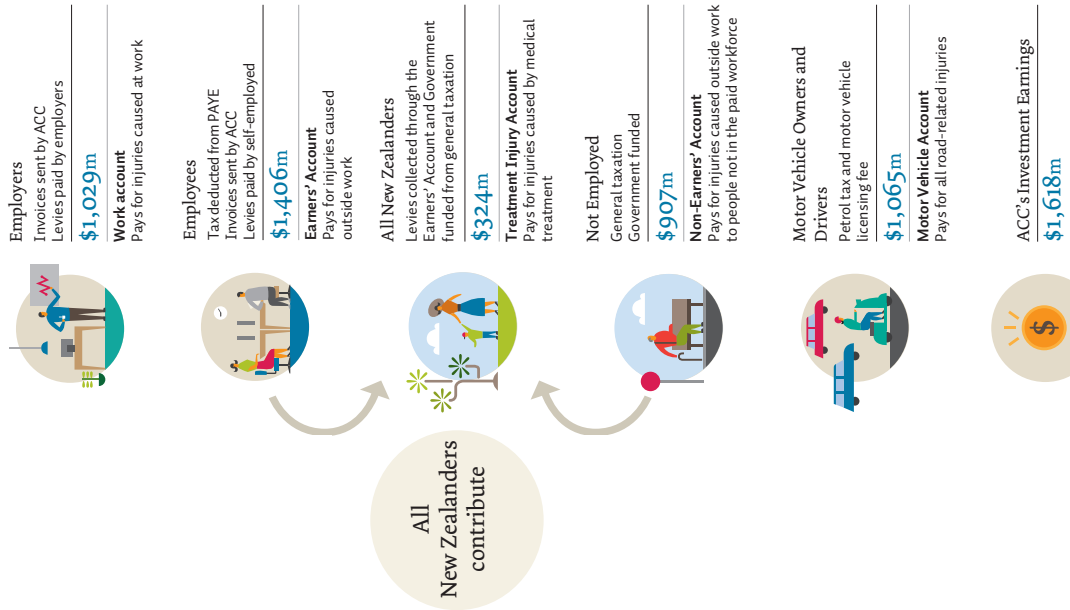 All
New Zealanders
contribute
Employers
Invoices sent by ACC
Levies paid by employers
$1,029m
Work account
Pays for injuries caused at work
Employees
Tax deducted from PAYE
Invoices sent by ACC
Levies paid by self-employed
$1,406m
Earners' Account
Pays for injuries caused
outside work
All New Zealanders
Levies collected through the
Earners' Account and Government
funded from general taxation
$324m
Treatment Injury Account
Pays for injuries caused by medical
treatment
Not Employed
General taxation
Government funded
$907m
Non-Earners' Account
Pays for injuries caused outside work
to people not in the paid workforce
Motor Vehicle Owners and
Drivers
Petrol tax and motor vehicle
licensing fee
$1,065m
Motor Vehicle Account
Pays for all road-related injuries
$
ACC's Investment Earnings
$1,618m